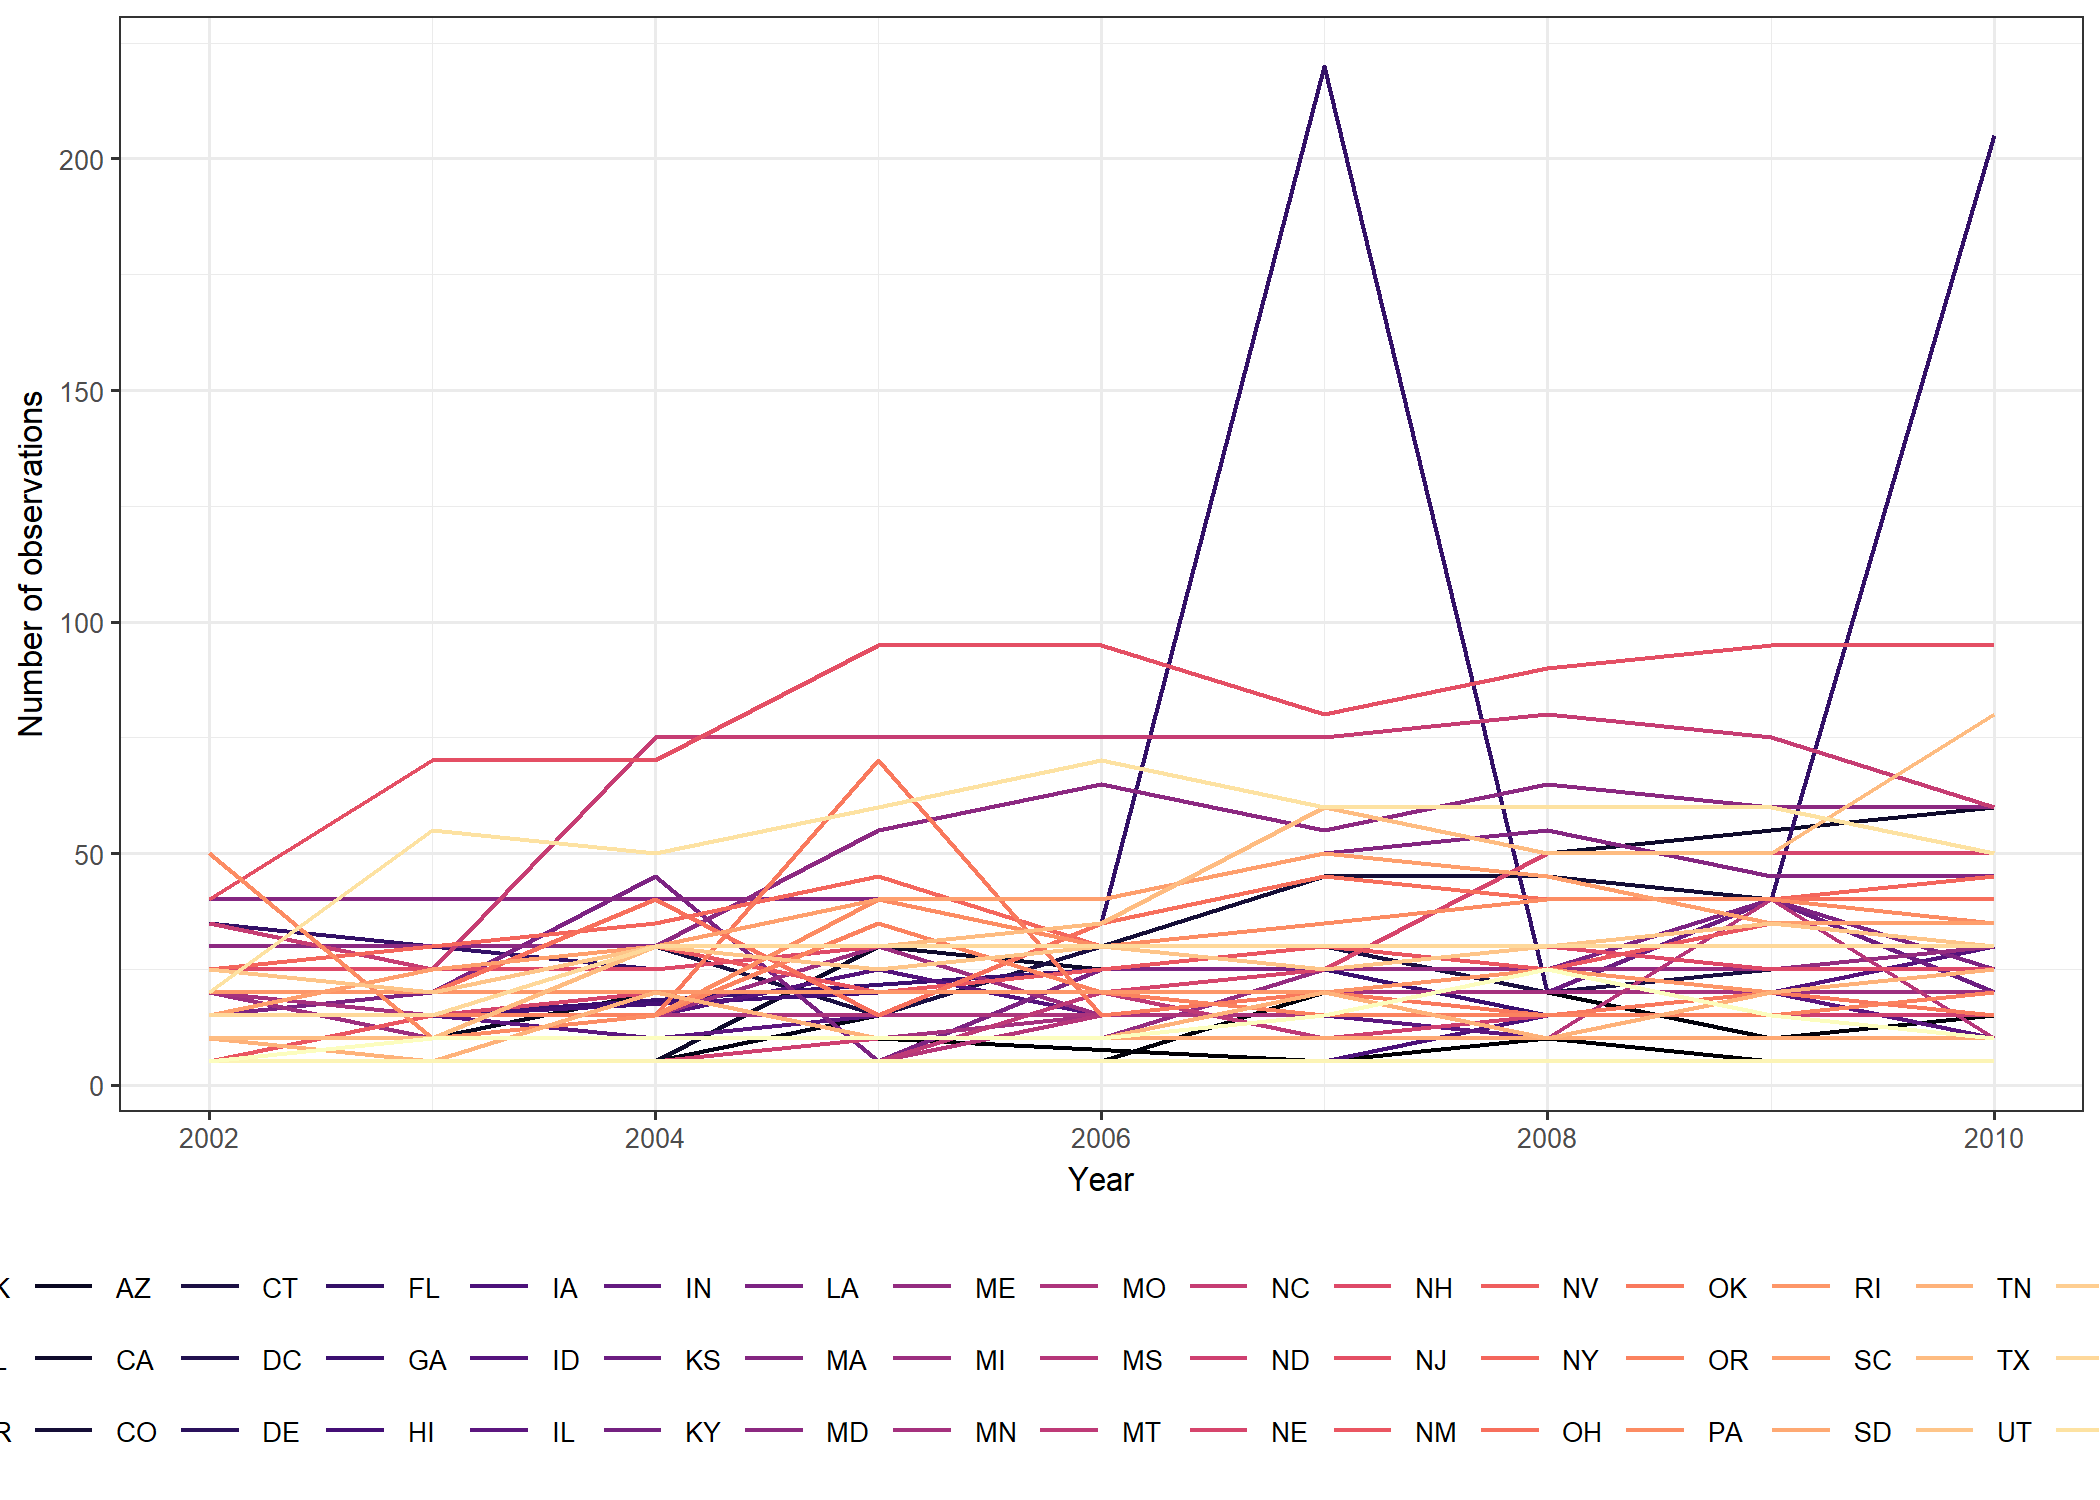 200
150
100
50
0
Number of observations
2002 2004 2006 2008 2010
Year
K AZ CT FL IA IN LA ME MO NC NH NV OK RI TN
CA DC GA ID KS MA MI MS ND NJ NY OR SC TX
R CO DE HI IL KY MD MN MT NE NM OH PA SD UT